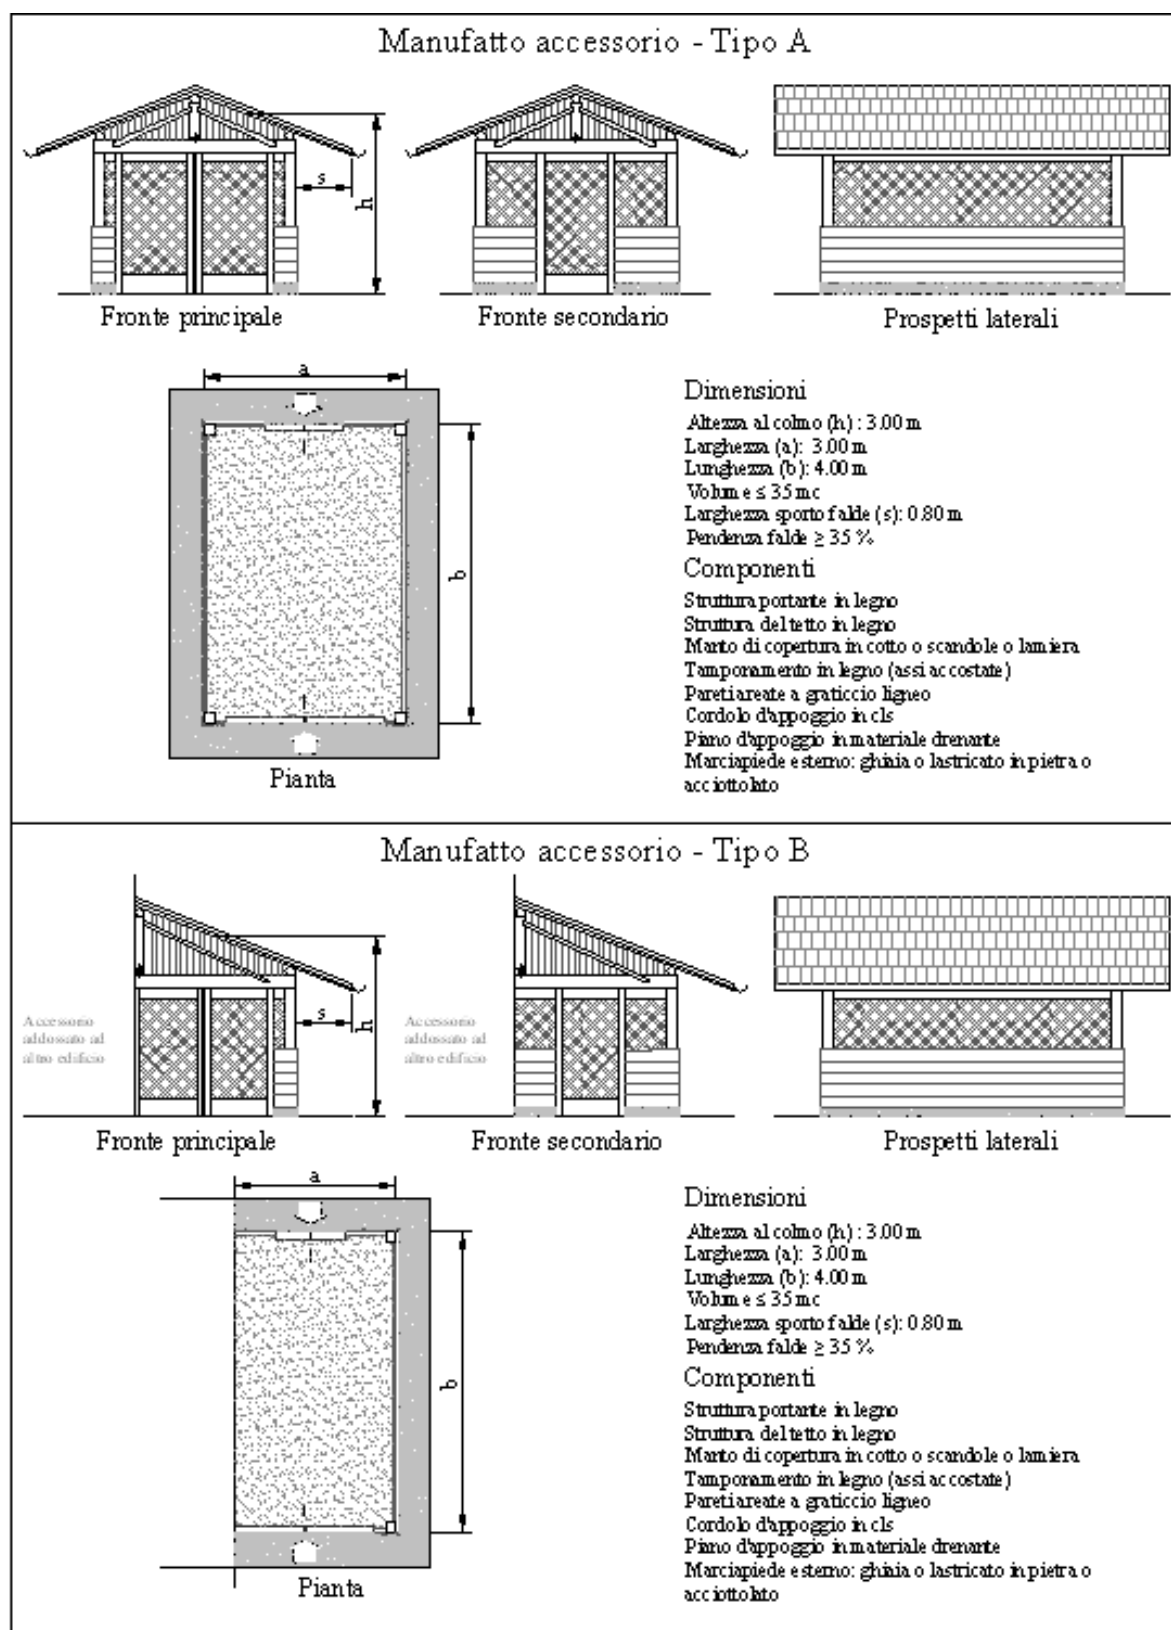 Manufatto accessorio - Tipo A
s
h
Fronte principale
Fronte secondario
Prospetti laterali
a
b
Pianta
Dimensioni
Altezza al colmo (h) : 3.00 m
Larghezza (a): 3.00 m
Lunghezza (b): 4.00 m
Volume ≤ 35 mc
Larghezza sporto falde (s): 0.80 m
Pendenza falde ≥ 35 %
Componenti
Struttura portante in legno
Struttura del tetto in legno
Manto di copertura in cotto o scandole o lamiera
Tamponamento in legno (assi accostate)
Pareti areate a graticcio ligneo
Cordolo d'appoggio in cls
Piano d'appoggio in materiale drenante
Marciapiede esterno: ghiaia o lastricato in pietra o
acciottolato
Manufatto accessorio - Tipo B
Accessorio
addossato ad
altro edificio
s
h
Accessorio
addossato ad
altro edificio
Fronte principale
Fronte secondario
Prospetti laterali
a
b
Pianta
Dimensioni
Altezza al colmo (h) : 3.00 m
Larghezza (a): 3.00 m
Lunghezza (b): 4.00 m
Volume ≤ 35 mc
Larghezza sporto falde (s): 0.80 m
Pendenza falde ≥ 35 %
Componenti
Struttura portante in legno
Struttura del tetto in legno
Manto di copertura in cotto o scandole o lamiera
Tamponamento in legno (assi accostate)
Pareti areate a graticcio ligneo
Cordolo d'appoggio in cls
Piano d'appoggio in materiale drenante
Marciapiede esterno: ghiaia o lastricato in pietra o
acciottolato